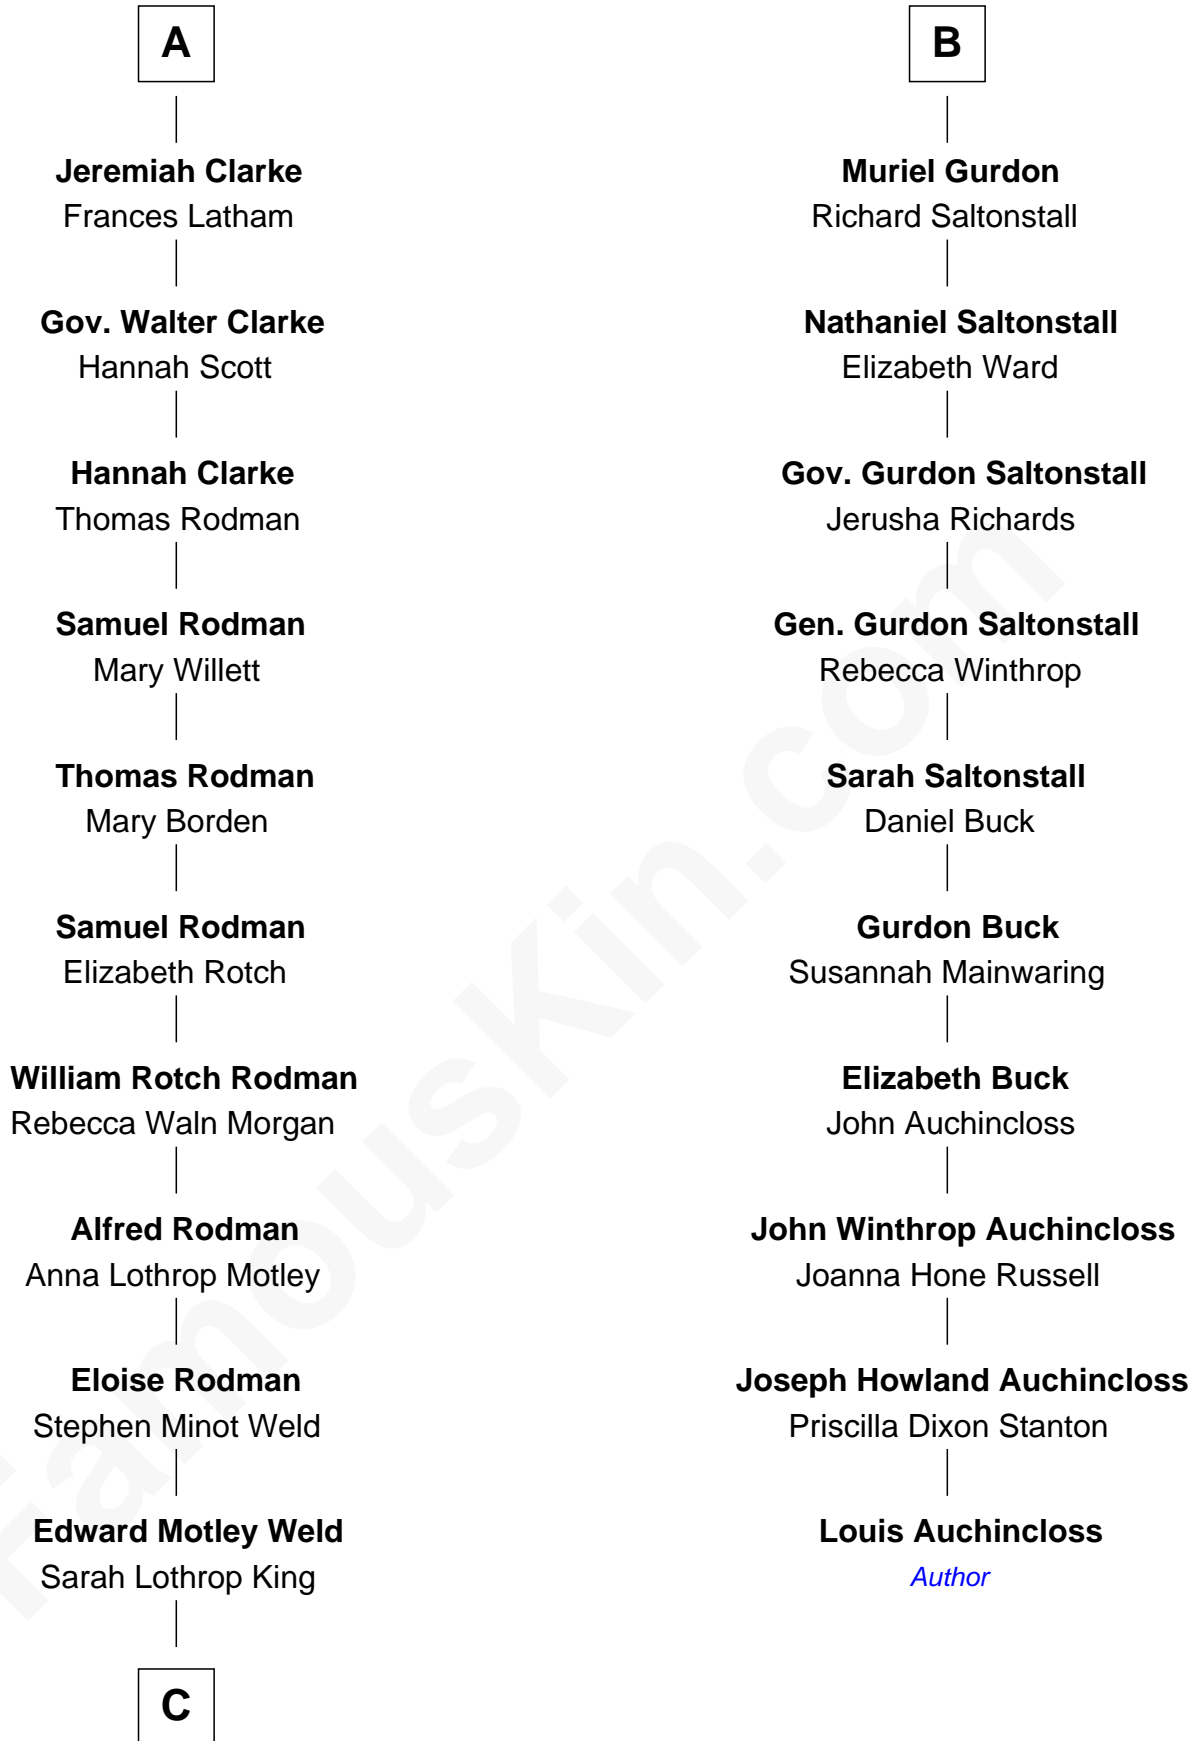 A
Jeremiah Clarke
Frances Latham
Gov. Walter Clarke
Hannah Scott
Hannah Clarke
Thomas Rodman
Samuel Rodman
Mary Willett
Thomas Rodman
Mary Borden
Samuel Rodman
Elizabeth Rotch
William Rotch Rodman
Rebecca Waln Morgan
Alfred Rodman
Anna Lothrop Motley
Eloise Rodman
Stephen Minot Weld
Edward Motley Weld
Sarah Lothrop King
C
B
Muriel Gurdon
Richard Saltonstall
Nathaniel Saltonstall
Elizabeth Ward
Gov. Gurdon Saltonstall
Jerusha Richards
Gen. Gurdon Saltonstall
Rebecca Winthrop
Sarah Saltonstall
Daniel Buck
Gurdon Buck
Susannah Mainwaring
Elizabeth Buck
John Auchincloss
John Winthrop Auchincloss
Joanna Hone Russell
Joseph Howland Auchincloss
Priscilla Dixon Stanton
Louis Auchincloss
Author
FamousKin.com